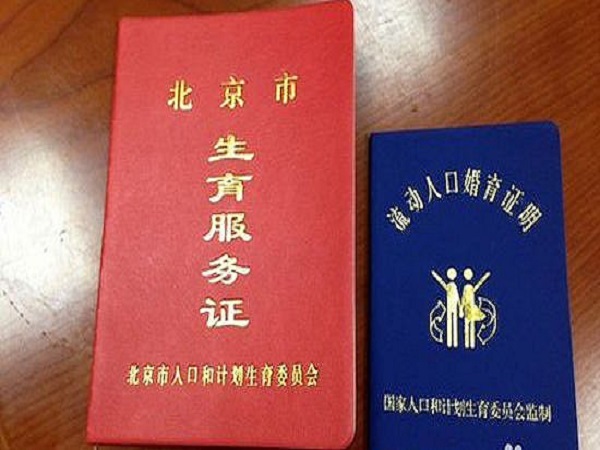 北京市
生育服务证
北京市人口和计划生育委员会
流动人口婚育证明
国家人口和计划生育委员会监制